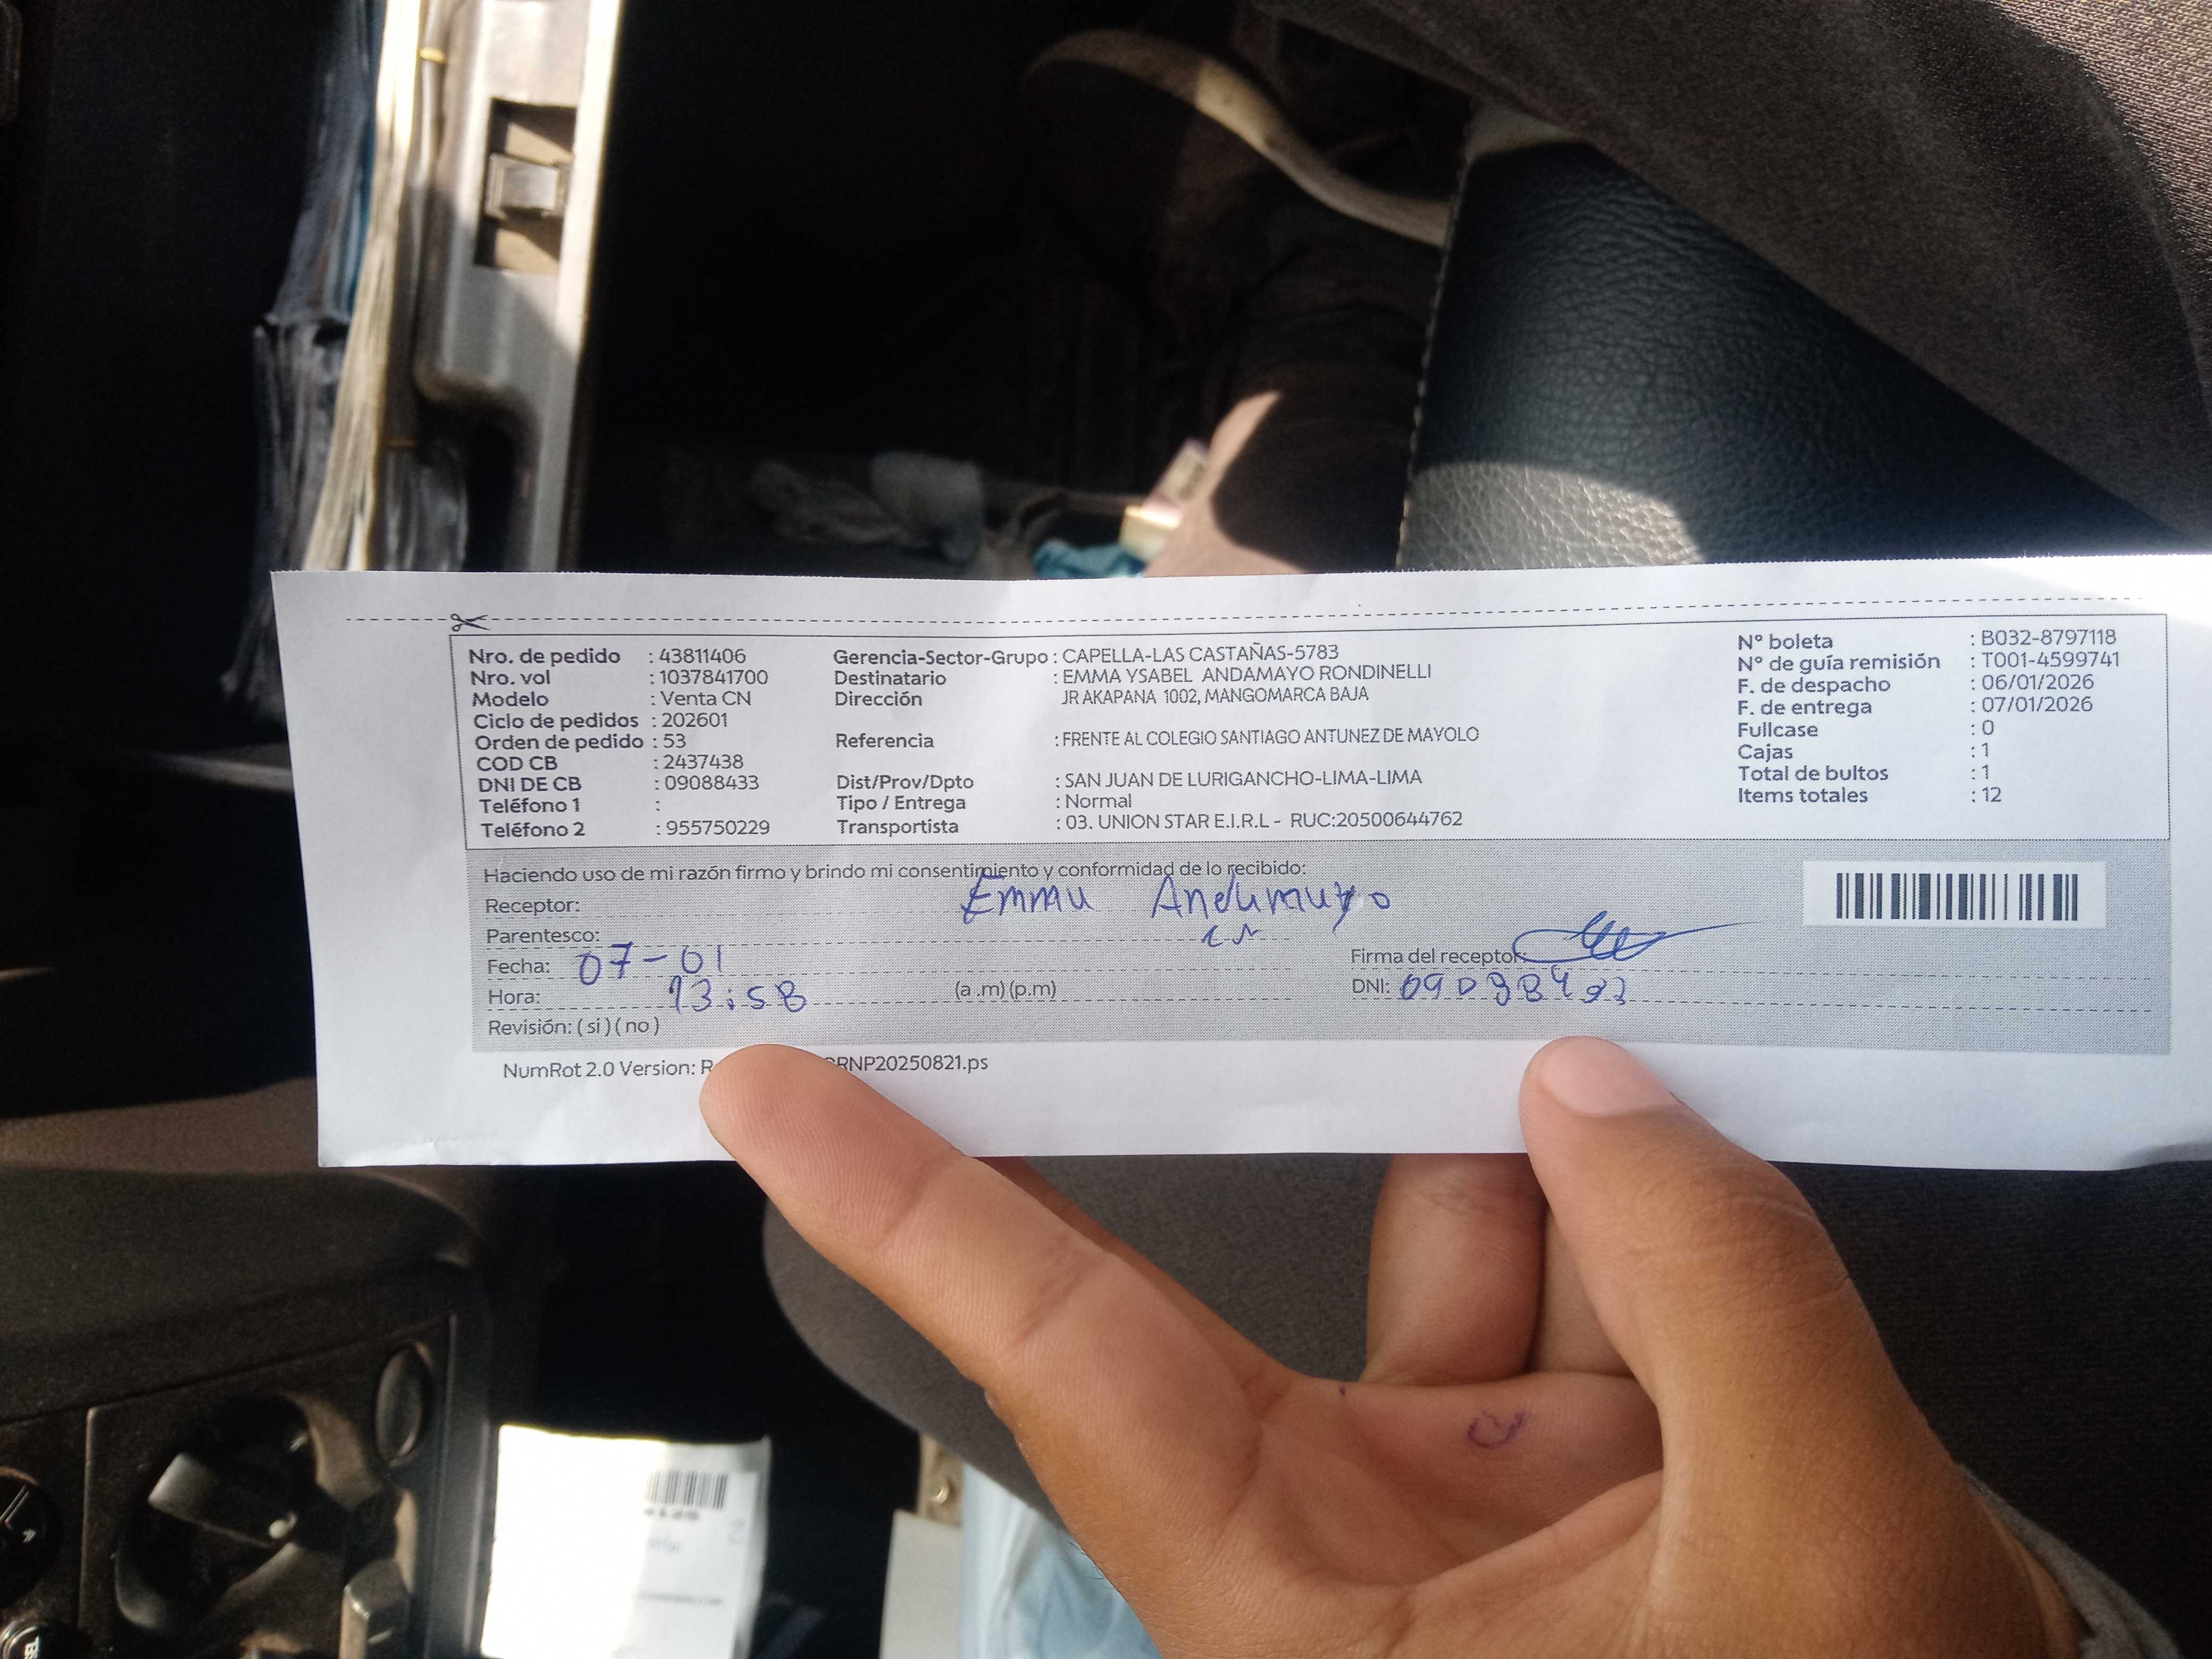 Nro. de pedido : 43811406
Nro. vol : 1037841700
Modelo : Venta CN
Ciclo de pedidos : 202601
Orden de pedido : 53
COD CB : 2437438
DNI DE CB : 09088433
Teléfono 1 :
Teléfono 2 : 955750229
Gerencia-Sector-Grupo : CAPELLA-LAS CASTAÑAS-5783
Destinatario : EMMA YSABEL ANDAMAYO RONDINELLI
Dirección JR AKAPANA 1002, MANGOMARCA BAJA
Referencia : FRENTE AL COLEGIO SANTIAGO ANTUNEZ DE MAYOLO
Dist/Prov/Dpto : SAN JUAN DE LURIGANCHO-LIMA-LIMA
Tipo / Entrega : Normal
Transportista : 03. UNION STAR E.I.R.L - RUC:20500644762
N° boleta : B032-8797118
N° de guía remisión : T001-4599741
F. de despacho : 06/01/2026
F. de entrega : 07/01/2026
Fullcase : 0
Cajas : 1
Total de bultos : 1
Items totales : 12
Haciendo uso de mi razón firmo y brindo mi consentimiento y conformidad de lo recibido:
Receptor: Emma Andamayo
Parentesco:
Fecha: 07-01
Firma del receptor:
Hora: 13:58 (a.m) (p.m)
DNI:
Revisión: ( si ) ( no )
NumRot 2.0 Version: RNP20250821.ps